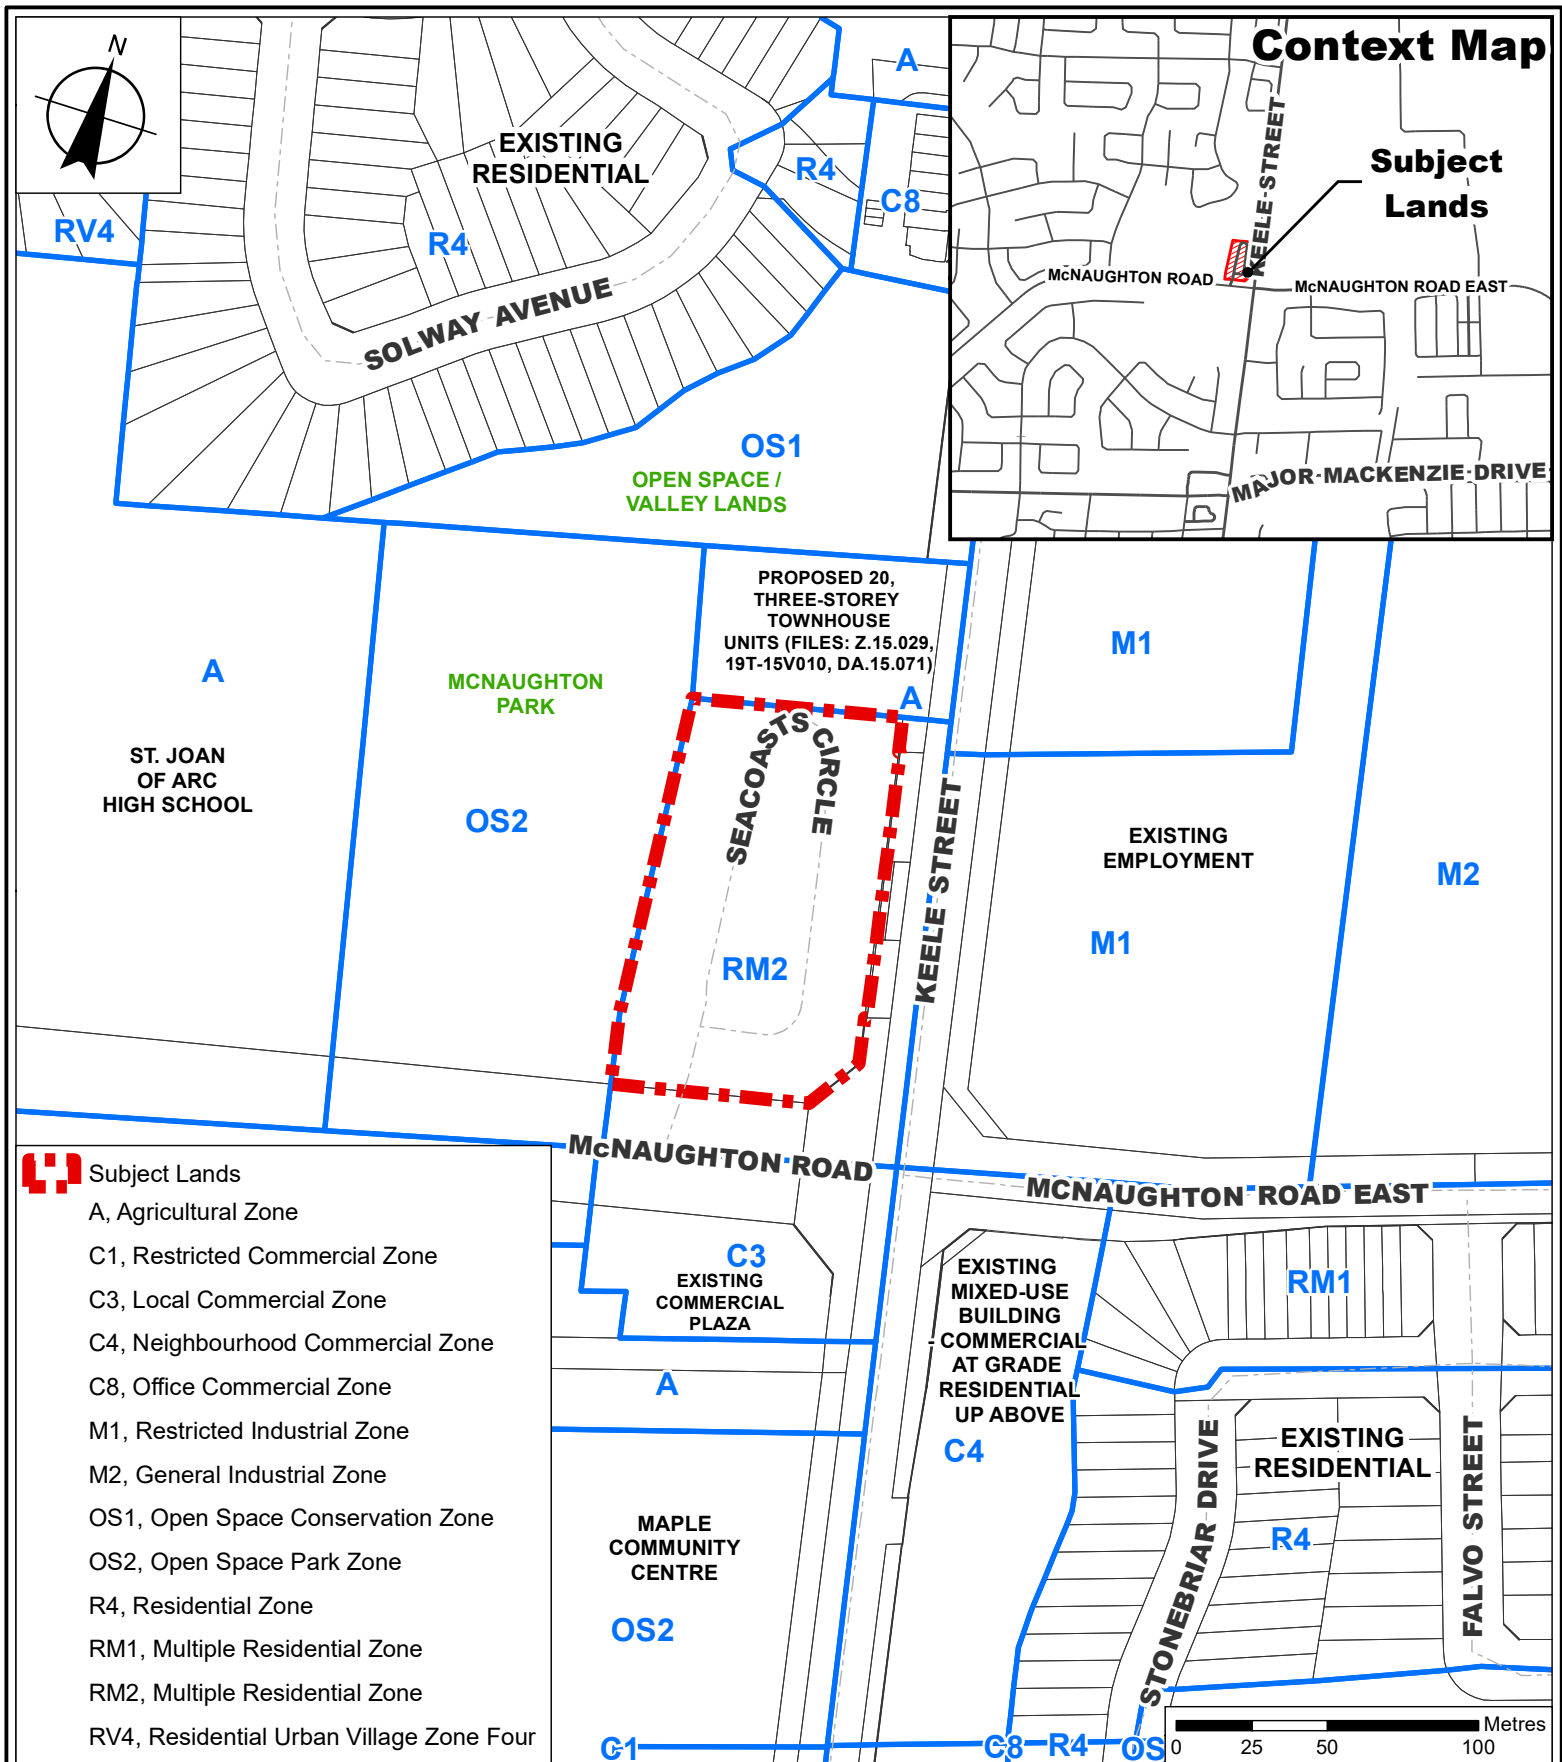 N
Context Map
KEELE STREET
Subject
Lands
McNAUGHTON ROAD
McNAUGHTON ROAD EAST
MAJOR MACKENZIE DRIVE
A
EXISTING
RESIDENTIAL
R4
C8
RV4
R4
SOLWAY AVENUE
OS1
OPEN SPACE /
VALLEY LANDS
PROPOSED 20,
THREE-STOREY
TOWNHOUSE
UNITS (FILES: Z.15.029,
19T-15V010, DA.15.071)
A
M1
A
MCNAUGHTON
PARK
ST. JOAN
OF ARC
HIGH SCHOOL
OS2
SEACOASTS CIRCLE
RM2
KEELE STREET
EXISTING
EMPLOYMENT
M1
M2
McNAUGHTON ROAD
MCNAUGHTON ROAD EAST
C3
EXISTING
COMMERCIAL
PLAZA
EXISTING
MIXED-USE
BUILDING
- COMMERCIAL
AT GRADE
RESIDENTIAL
UP ABOVE
C4
RM1
A
EXISTING
RESIDENTIAL
R4
STONEBRIAR DRIVE
FALVO STREET
MAPLE
COMMUNITY
CENTRE
OS2
C1
C8
R4
OS
Subject Lands
A, Agricultural Zone
C1, Restricted Commercial Zone
C3, Local Commercial Zone
C4, Neighbourhood Commercial Zone
C8, Office Commercial Zone
M1, Restricted Industrial Zone
M2, General Industrial Zone
OS1, Open Space Conservation Zone
OS2, Open Space Park Zone
R4, Residential Zone
RM1, Multiple Residential Zone
RM2, Multiple Residential Zone
RV4, Residential Urban Village Zone Four
Metres
0 25 50 100